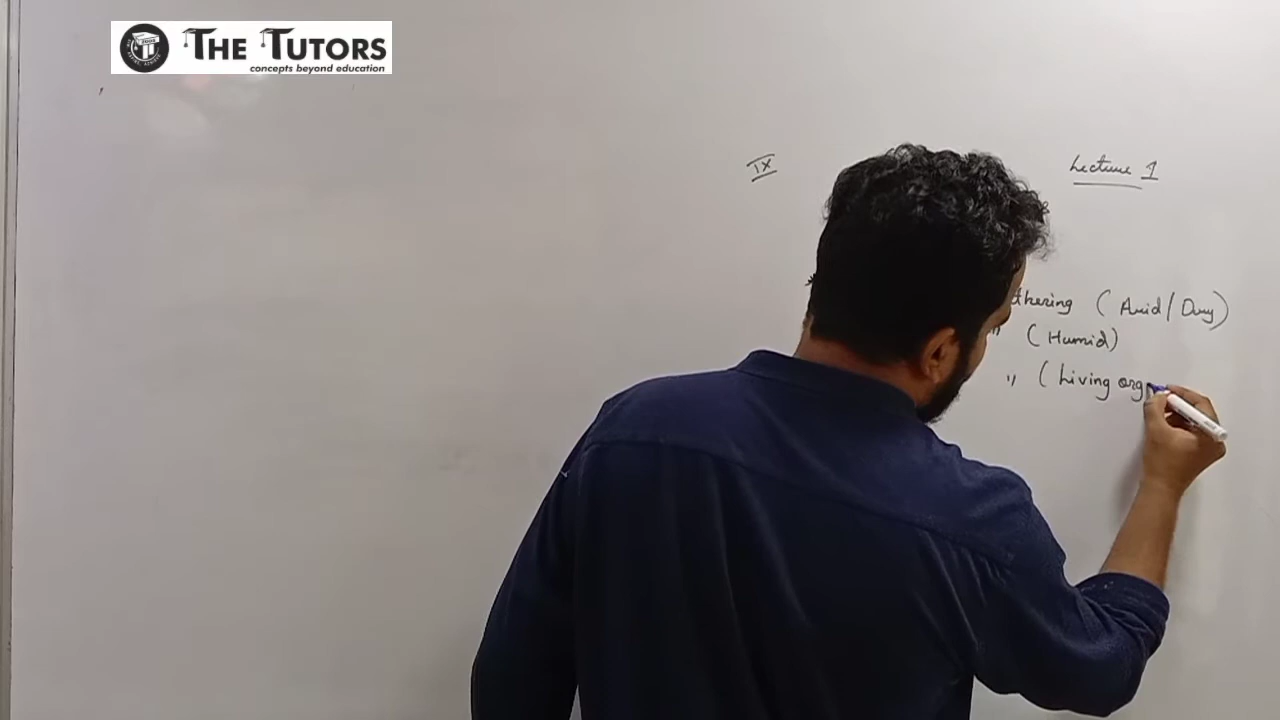 THE TUTORS
concepts beyond education
IX
Lecture 1
thering ( Arid / Dry )
" ( Humid )
" ( Living org